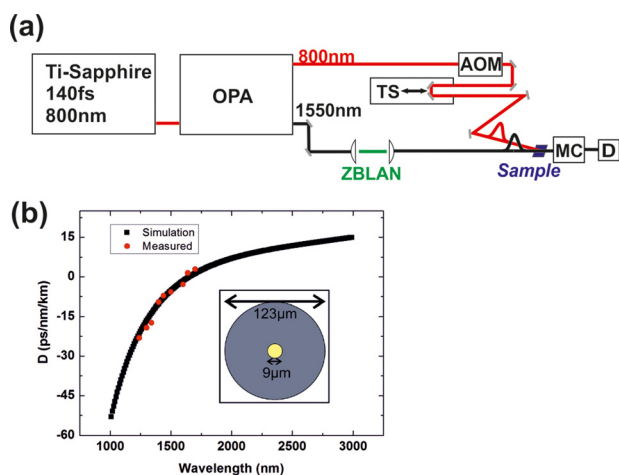 (a)
Ti-Sapphire
140fs
800nm
OPA
800nm
1550nm
AOM
TS
ZBLAN
Sample
MC
D
(b)
Simulation
Measured
123µm
9µm
15
0
-15
-30
-45
-60
D (ps/nm/km)
1000
1500
2000
2500
3000
Wavelength (nm)